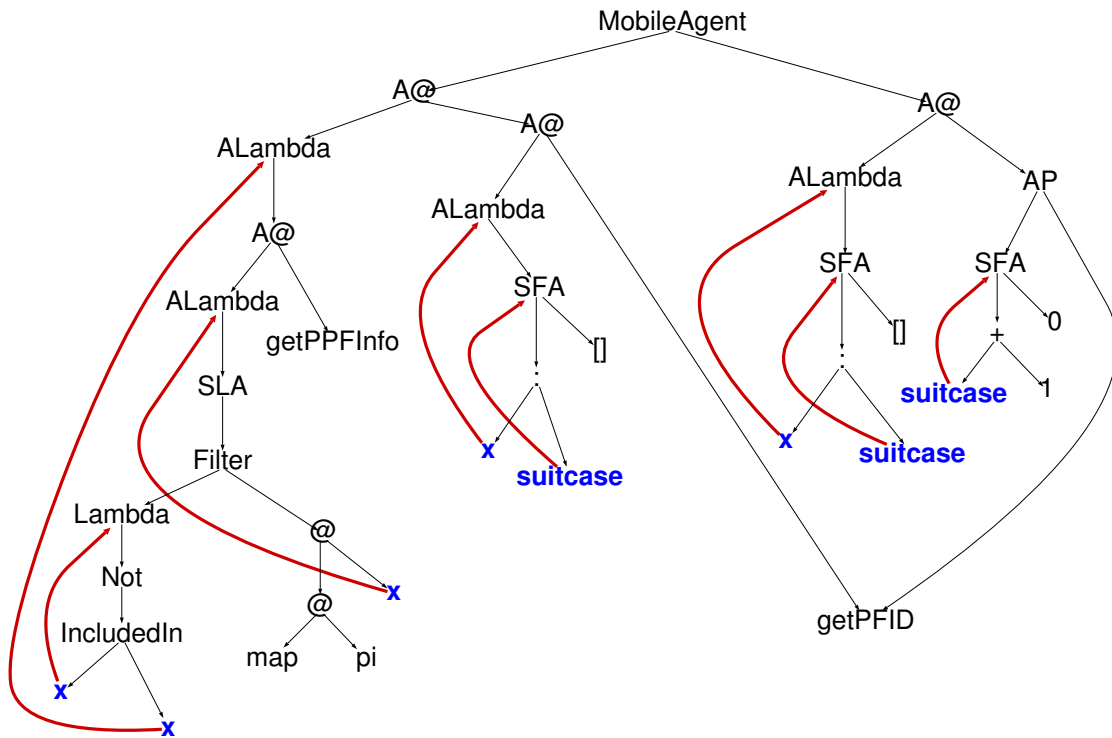 MobileAgent
A@
A@
A@
ALambda
ALambda
AP
ALambda
A@
SFA
SFA
SFA
ALambda
0
getPPFInfo
[]
+
[]
:
:
SLA
suitcase
1
x
x
suitcase
Filter
suitcase
Lambda
@
Not
x
@
getPFID
IncludedIn
map
pi
x
x